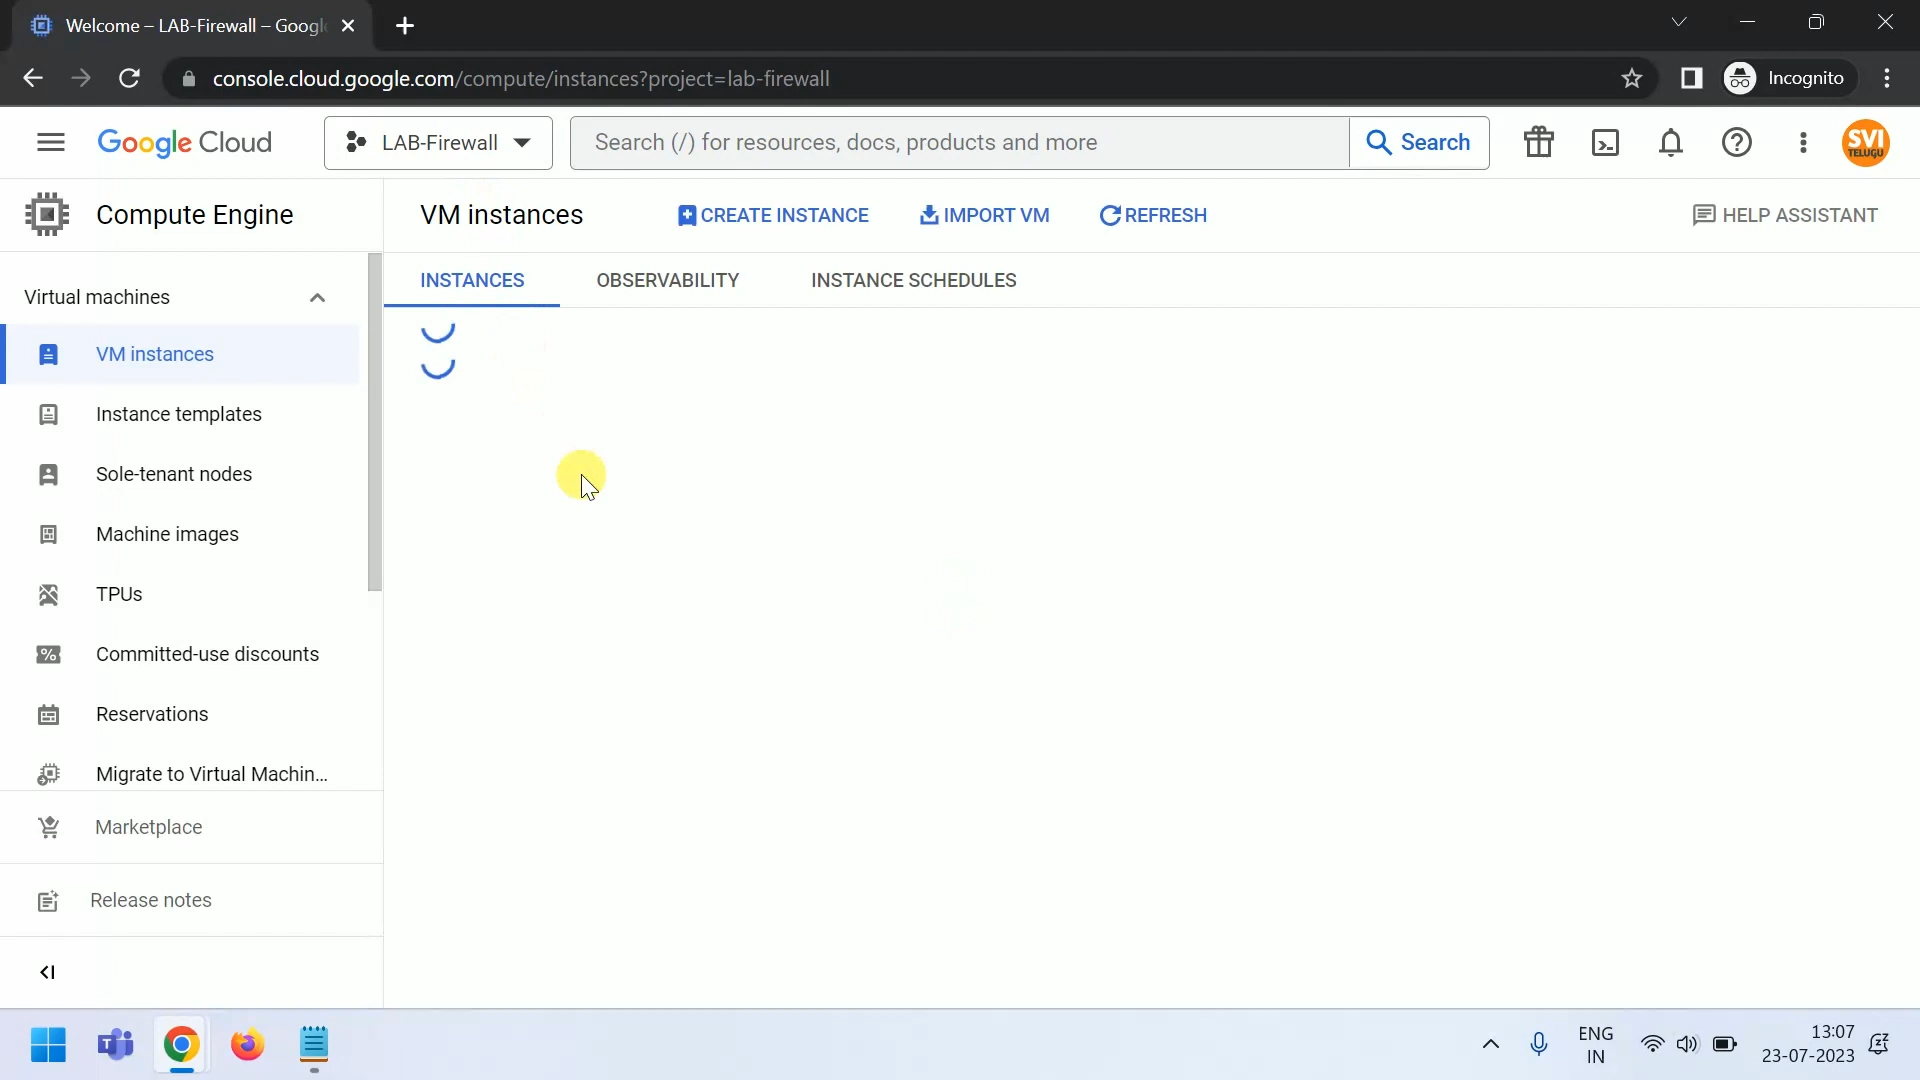 Welcome – LAB-Firewall – Googl
console.cloud.google.com/compute/instances?project=lab-firewall
Incognito
Google Cloud
LAB-Firewall
Search (/) for resources, docs, products and more
Search
SVI
TELUGU
Compute Engine
VM instances
CREATE INSTANCE
IMPORT VM
REFRESH
HELP ASSISTANT
INSTANCES
OBSERVABILITY
INSTANCE SCHEDULES
Virtual machines
VM instances
Instance templates
Sole-tenant nodes
Machine images
TPUs
Committed-use discounts
Reservations
Migrate to Virtual Machin...
Marketplace
Release notes
ENG
IN
13:07
23-07-2023